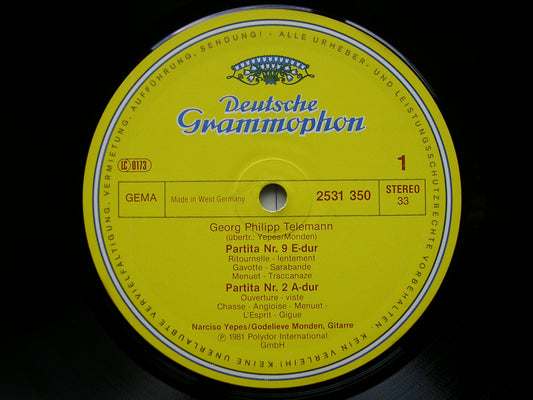 ALLE URHEBER- UND LEISTUNGSSCHUTZRECHTE VORBEHALTEN · KEIN VERLEIH! KEINE UNERLAUBTE VERVIELFÄLTIGUNG, VERMIETUNG, AUFFÜHRUNG, SENDUNG! ·
Deutsche
Grammophon
LC 0173
1
GEMA
Made in West Germany
2531 350
STEREO
33
Georg Philipp Telemann
(übertr.: Yepes/Monden)
Partita Nr. 9 E-dur
Ritournelle - lentement
Gavotte - Sarabande
Menuet - Traccanaze
Partita Nr. 2 A-dur
Ouverture - viste
Chasse - Angloise - Menuet -
L'Esprit - Gigue
Narciso Yepes/Godelieve Monden, Gitarre
Ⓟ 1981 Polydor International
GmbH